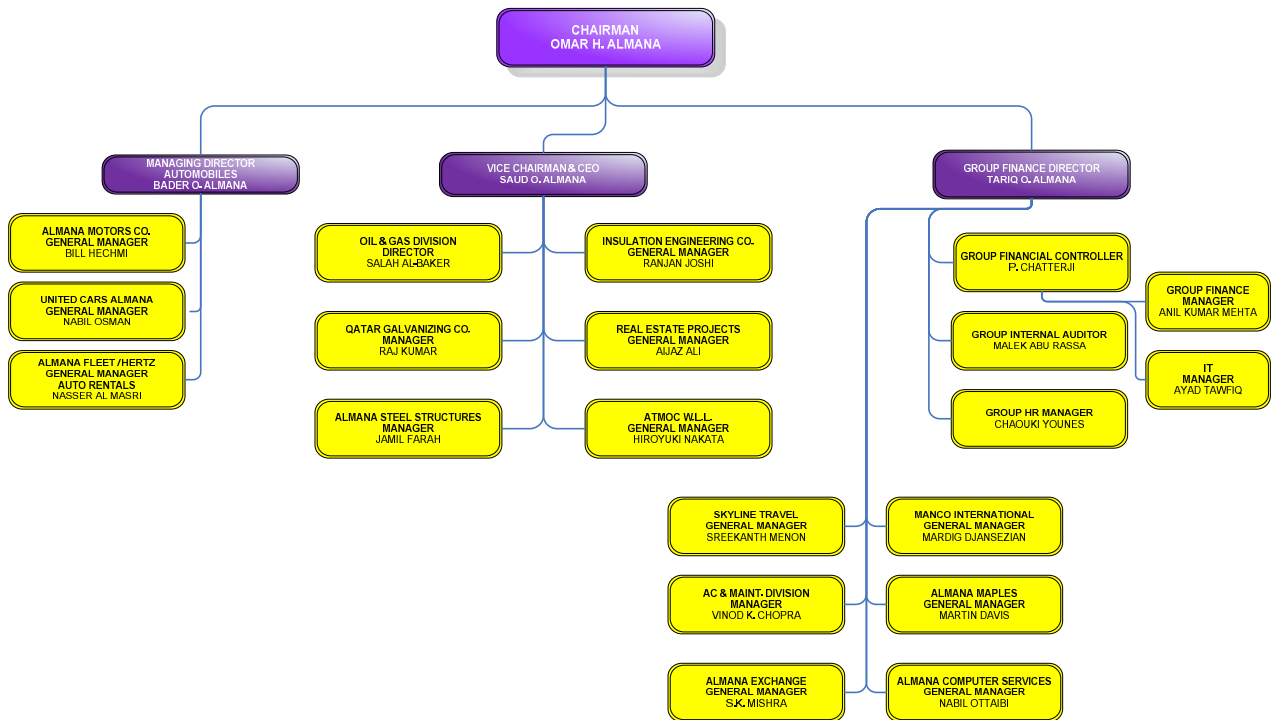 CHAIRMAN
OMAR H. ALMANA
MANAGING DIRECTOR
AUTOMOBILES
BADER O. ALMANA
VICE CHAIRMAN & CEO
SAUD O. ALMANA
GROUP FINANCE DIRECTOR
TARIQ O. ALMANA
ALMANA MOTORS CO.
GENERAL MANAGER
BILL HECHMI
UNITED CARS ALMANA
GENERAL MANAGER
NABIL OSMAN
ALMANA FLEET /HERTZ
GENERAL MANAGER
AUTO RENTALS
NASSER AL MASRI
OIL & GAS DIVISION
DIRECTOR
SALAH AL-BAKER
INSULATION ENGINEERING CO.
GENERAL MANAGER
RANJAN JOSHI
QATAR GALVANIZING CO.
MANAGER
RAJ KUMAR
REAL ESTATE PROJECTS
GENERAL MANAGER
AIJAZ ALI
ALMANA STEEL STRUCTURES
MANAGER
JAMIL FARAH
ATMOC W.L.L.
GENERAL MANAGER
HIROYUKI NAKATA
GROUP FINANCIAL CONTROLLER
P. CHATTERJI
GROUP FINANCE
MANAGER
ANIL KUMAR MEHTA
GROUP INTERNAL AUDITOR
MALEK ABU RASSA
IT
MANAGER
AYAD TAWFIQ
GROUP HR MANAGER
CHAOUKI YOUNES
SKYLINE TRAVEL
GENERAL MANAGER
SREEKANTH MENON
MANCO INTERNATIONAL
GENERAL MANAGER
MARDIG DJANSEZIAN
AC & MAINT. DIVISION
MANAGER
VINOD K. CHOPRA
ALMANA MAPLES
GENERAL MANAGER
MARTIN DAVIS
ALMANA EXCHANGE
GENERAL MANAGER
S.K. MISHRA
ALMANA COMPUTER SERVICES
GENERAL MANAGER
NABIL OTTAIBI